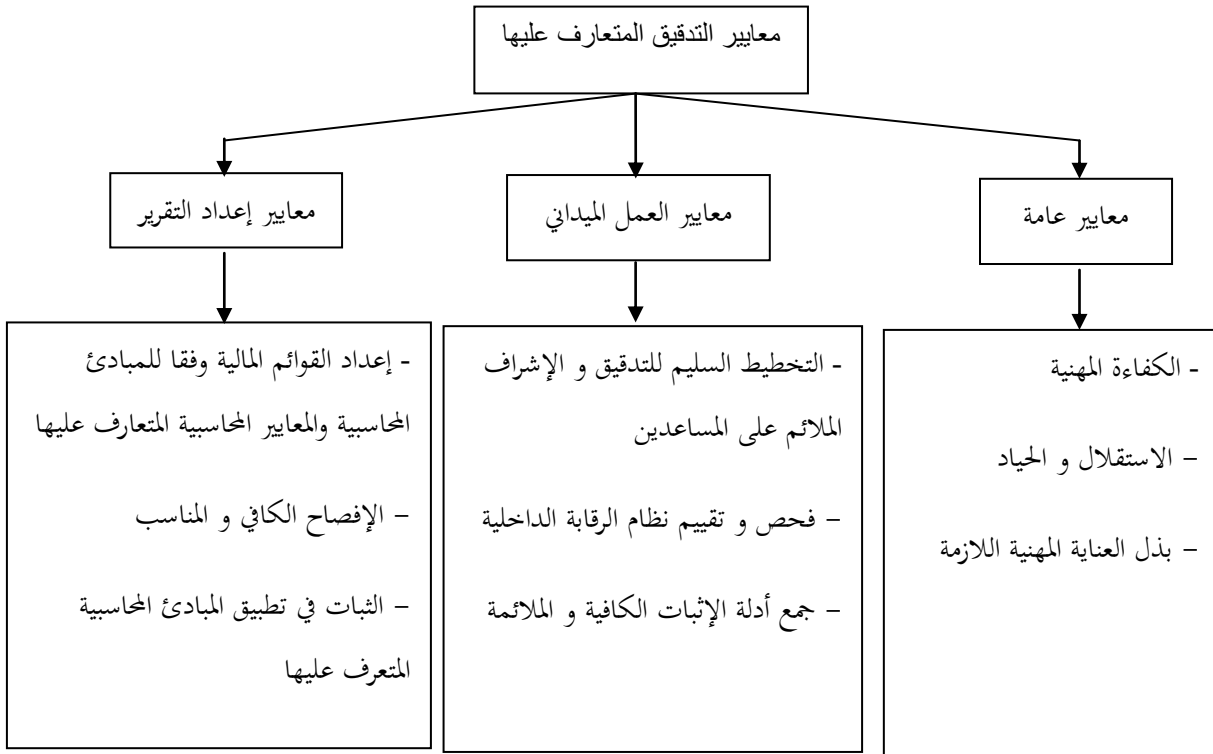 معايير التدقيق المتعارف عليها
معايير عامة
معايير العمل الميداني
معايير إعداد التقرير
- الكفاءة المهنية
– الاستقلال و الحياد
– بذل العناية المهنية اللازمة
- التخطيط السليم للتدقيق و الإشراف
الملائم على المساعدين
– فحص و تقييم نظام الرقابة الداخلية
– جمع أدلة الإثبات الكافية و الملائمة
- إعداد القوائم المالية وفقا للمبادئ
المحاسبية والمعايير المحاسبية المتعارف عليها
– الإفصاح الكافي و المناسب
– الثبات في تطبيق المبادئ المحاسبية
المتعرف عليها